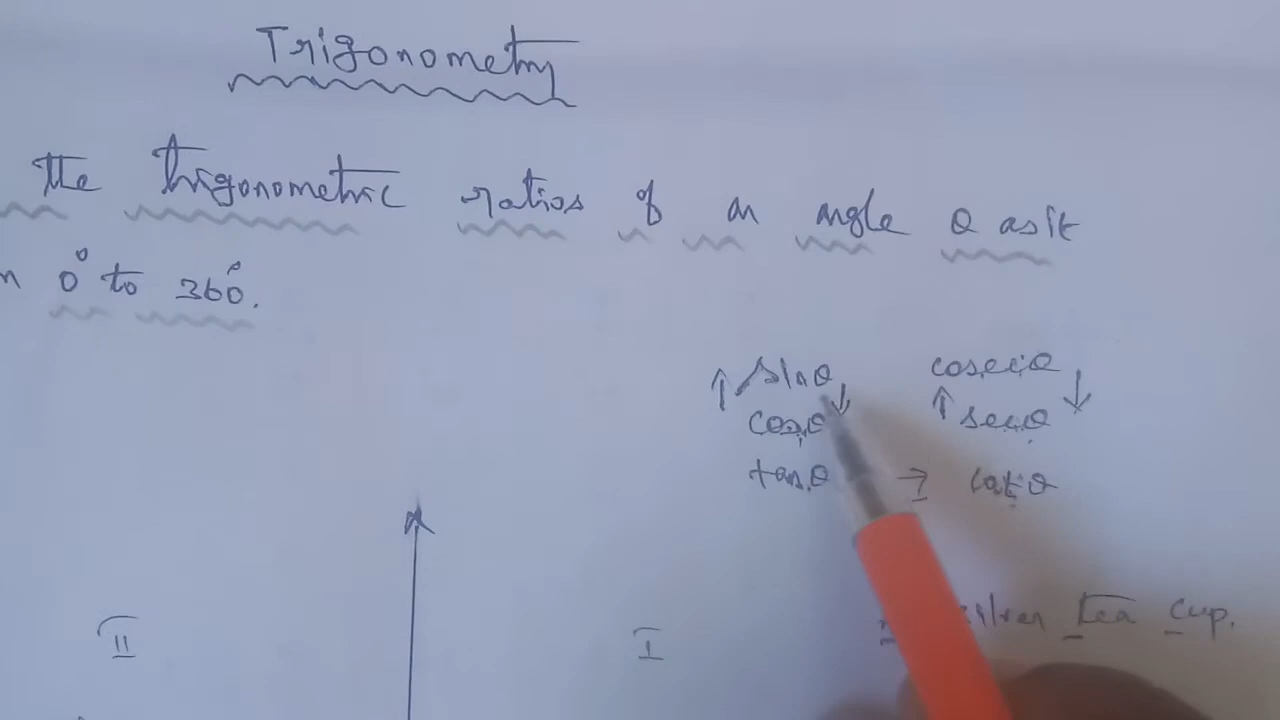 Trigonometry
the trigonometric ratios of an angle θ as it
n 0° to 360°.
↑ sinθ ↓ cosecθ ↓
cosθ ↑ secθ
tanθ → cotθ
II I Tea Cup.